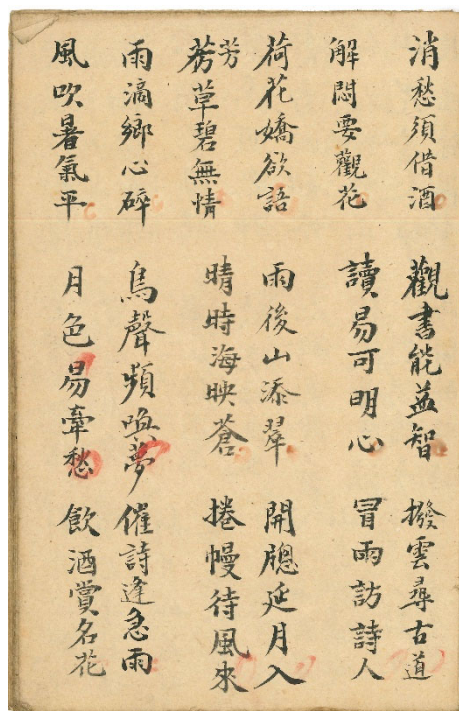 消愁須借酒 觀書能益智 撥雲尋古道
解悶要觀花 讀易可明心 冒雨訪詩人
荷花嬌欲語 雨後山添翠 開牕延月入
芳
草碧無情 晴時海映蒼 捲幔待風來
雨滴鄉心碎 鳥聲頻喚夢 催詩逢急雨
風吹暑氣平 月色易牽愁 飲酒賞名花